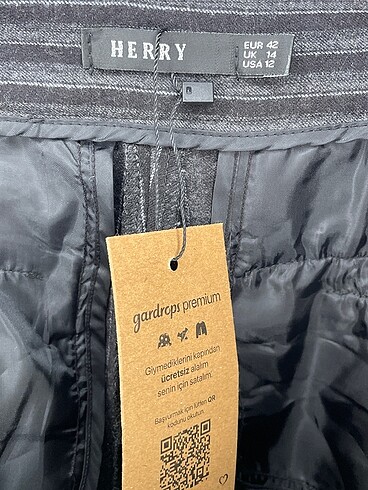 HERRY
EUR 42
UK 14
USA 12
gardrops premium
Giymediklerini kapından
ücretsiz alalım
senin için satalım.
Başvurmak için lütfen QR
kodunu okutun.